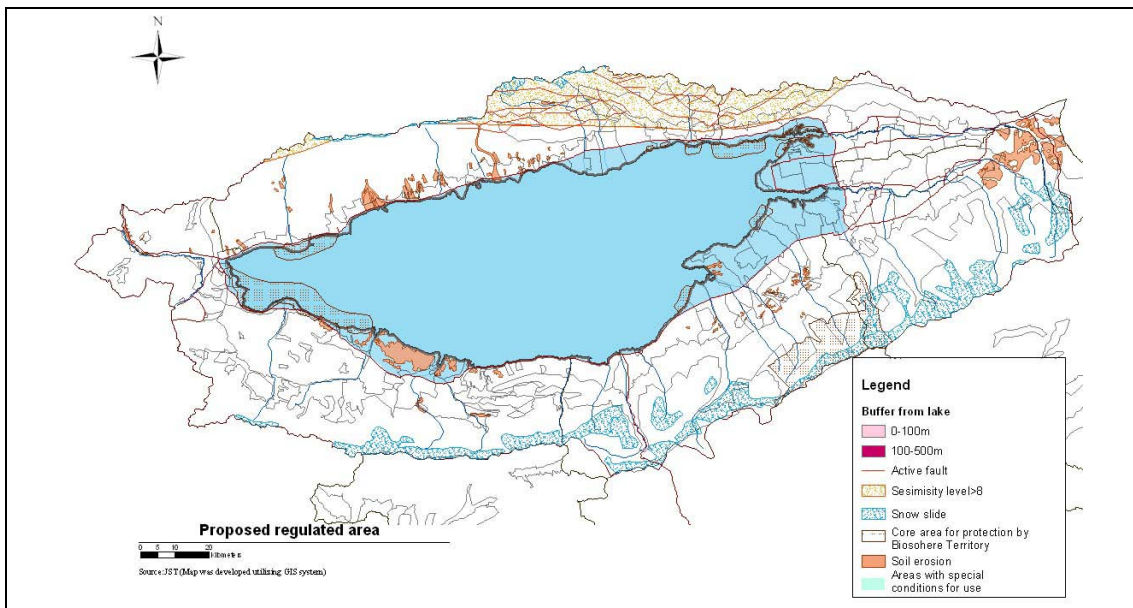 N
Proposed regulated area
0 5 10 20
Kilometers
Source:JST(Map was developed utilizing GIS system)
Legend
Buffer from lake
0-100m
100-500m
Active fault
Sesimisity level>8
Snow slide
Core area for protection by
Biosohere Territory
Soil erosion
Areas with special
conditions for use